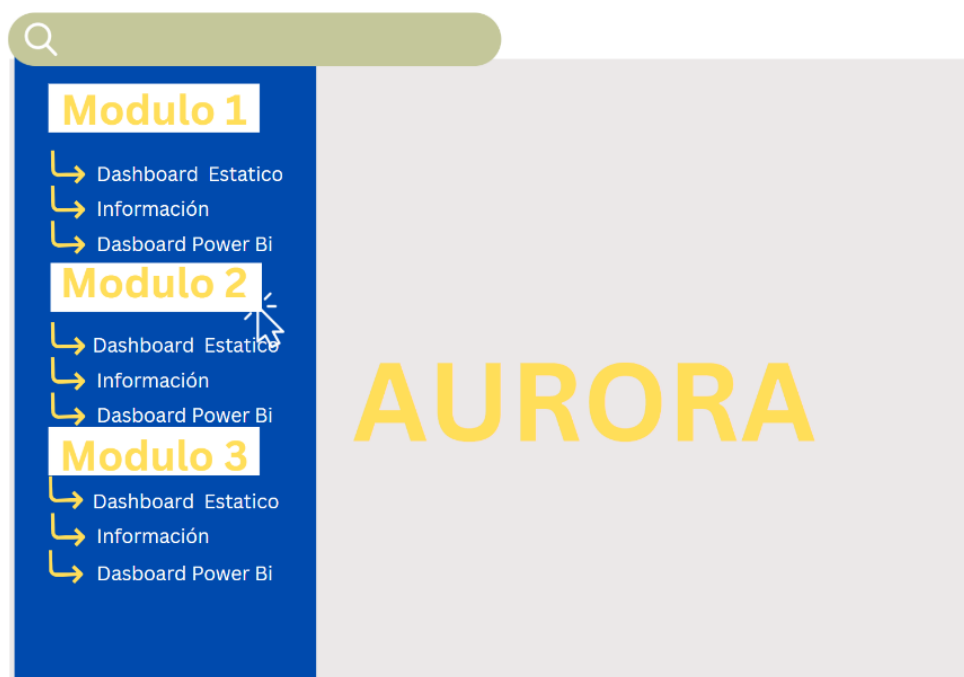 Modulo 1
Dashboard Estatico
Información
Dasboard Power Bi
Modulo 2
Dashboard Estatico
Información
Dasboard Power Bi
Modulo 3
Dashboard Estatico
Información
Dasboard Power Bi
AURORA